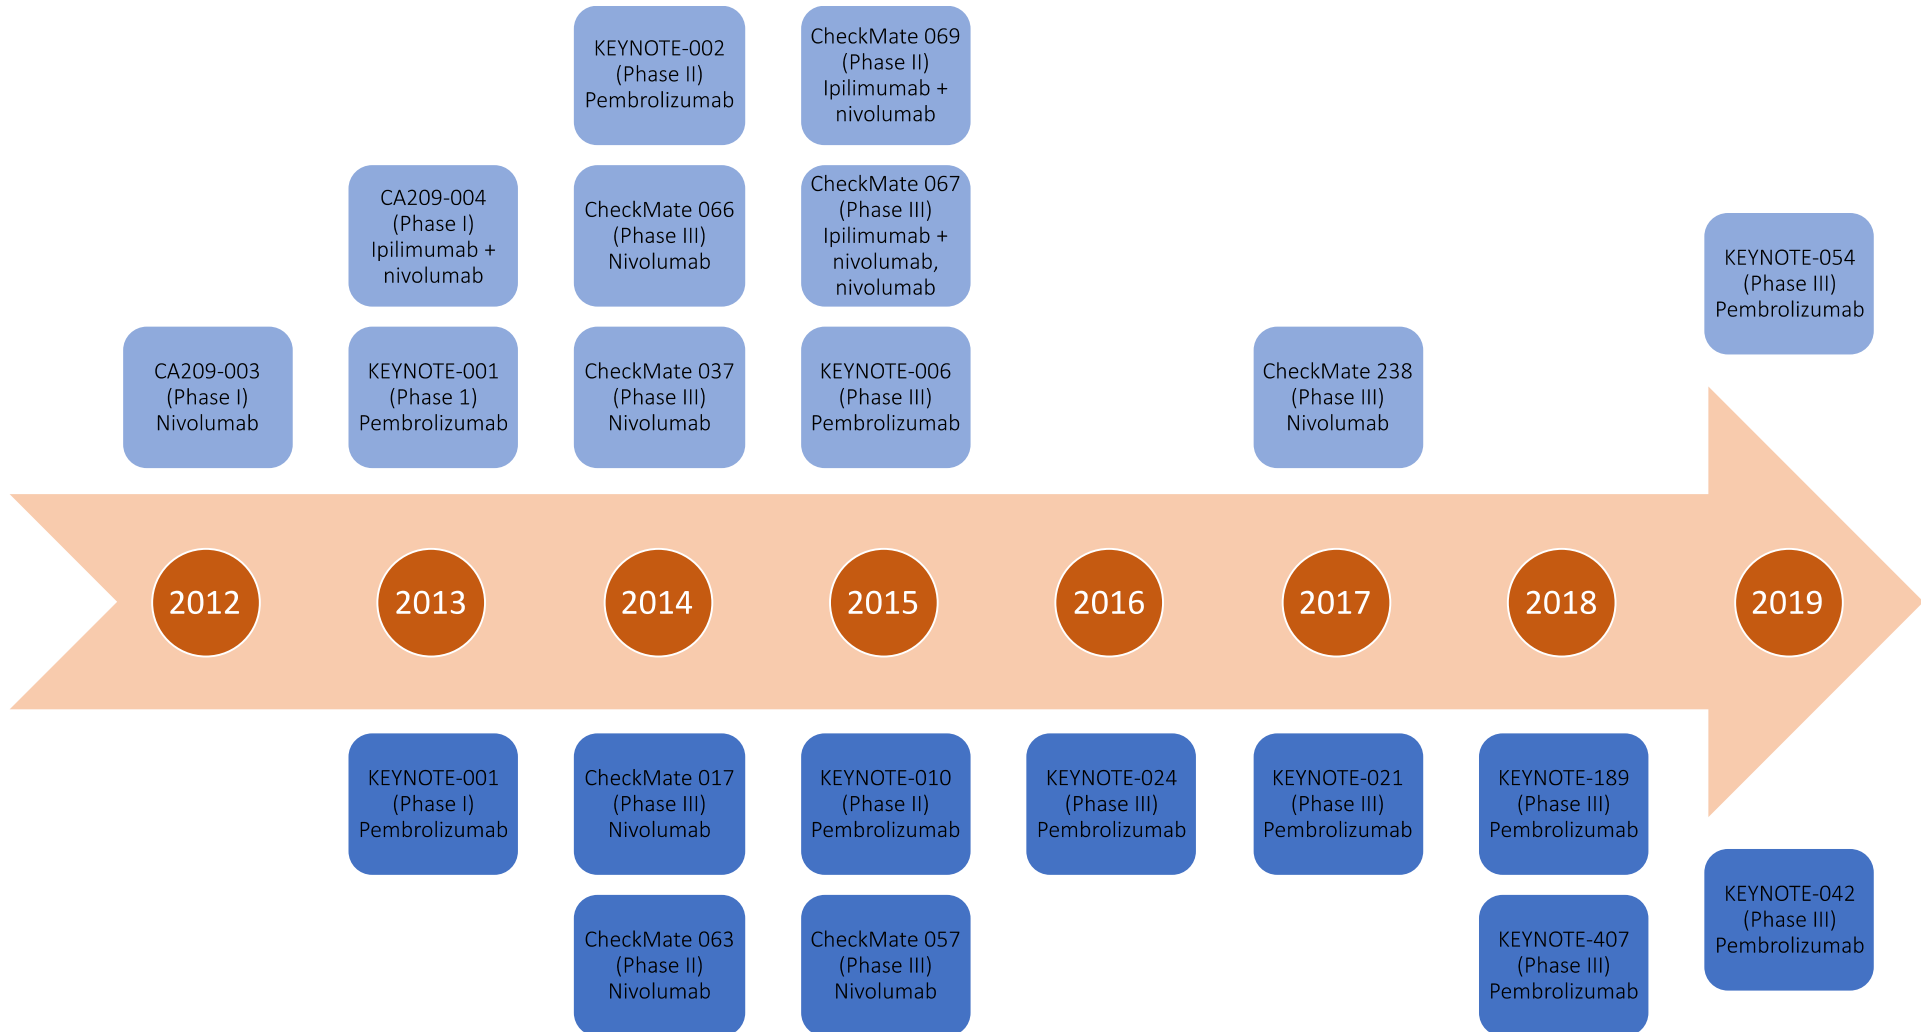 KEYNOTE-002
(Phase II)
Pembrolizumab
CheckMate 069
(Phase II)
Ipilimumab +
nivolumab
CA209-004
(Phase I)
Ipilimumab +
nivolumab
CheckMate 066
(Phase III)
Nivolumab
CheckMate 067
(Phase III)
Ipilimumab +
nivolumab,
nivolumab
KEYNOTE-054
(Phase III)
Pembrolizumab
CA209-003
(Phase I)
Nivolumab
KEYNOTE-001
(Phase 1)
Pembrolizumab
CheckMate 037
(Phase III)
Nivolumab
KEYNOTE-006
(Phase III)
Pembrolizumab
CheckMate 238
(Phase III)
Nivolumab
2012
2013
2014
2015
2016
2017
2018
2019
KEYNOTE-001
(Phase I)
Pembrolizumab
CheckMate 017
(Phase III)
Nivolumab
KEYNOTE-010
(Phase II)
Pembrolizumab
KEYNOTE-024
(Phase III)
Pembrolizumab
KEYNOTE-021
(Phase III)
Pembrolizumab
KEYNOTE-189
(Phase III)
Pembrolizumab
KEYNOTE-042
(Phase III)
Pembrolizumab
CheckMate 063
(Phase II)
Nivolumab
CheckMate 057
(Phase III)
Nivolumab
KEYNOTE-407
(Phase III)
Pembrolizumab